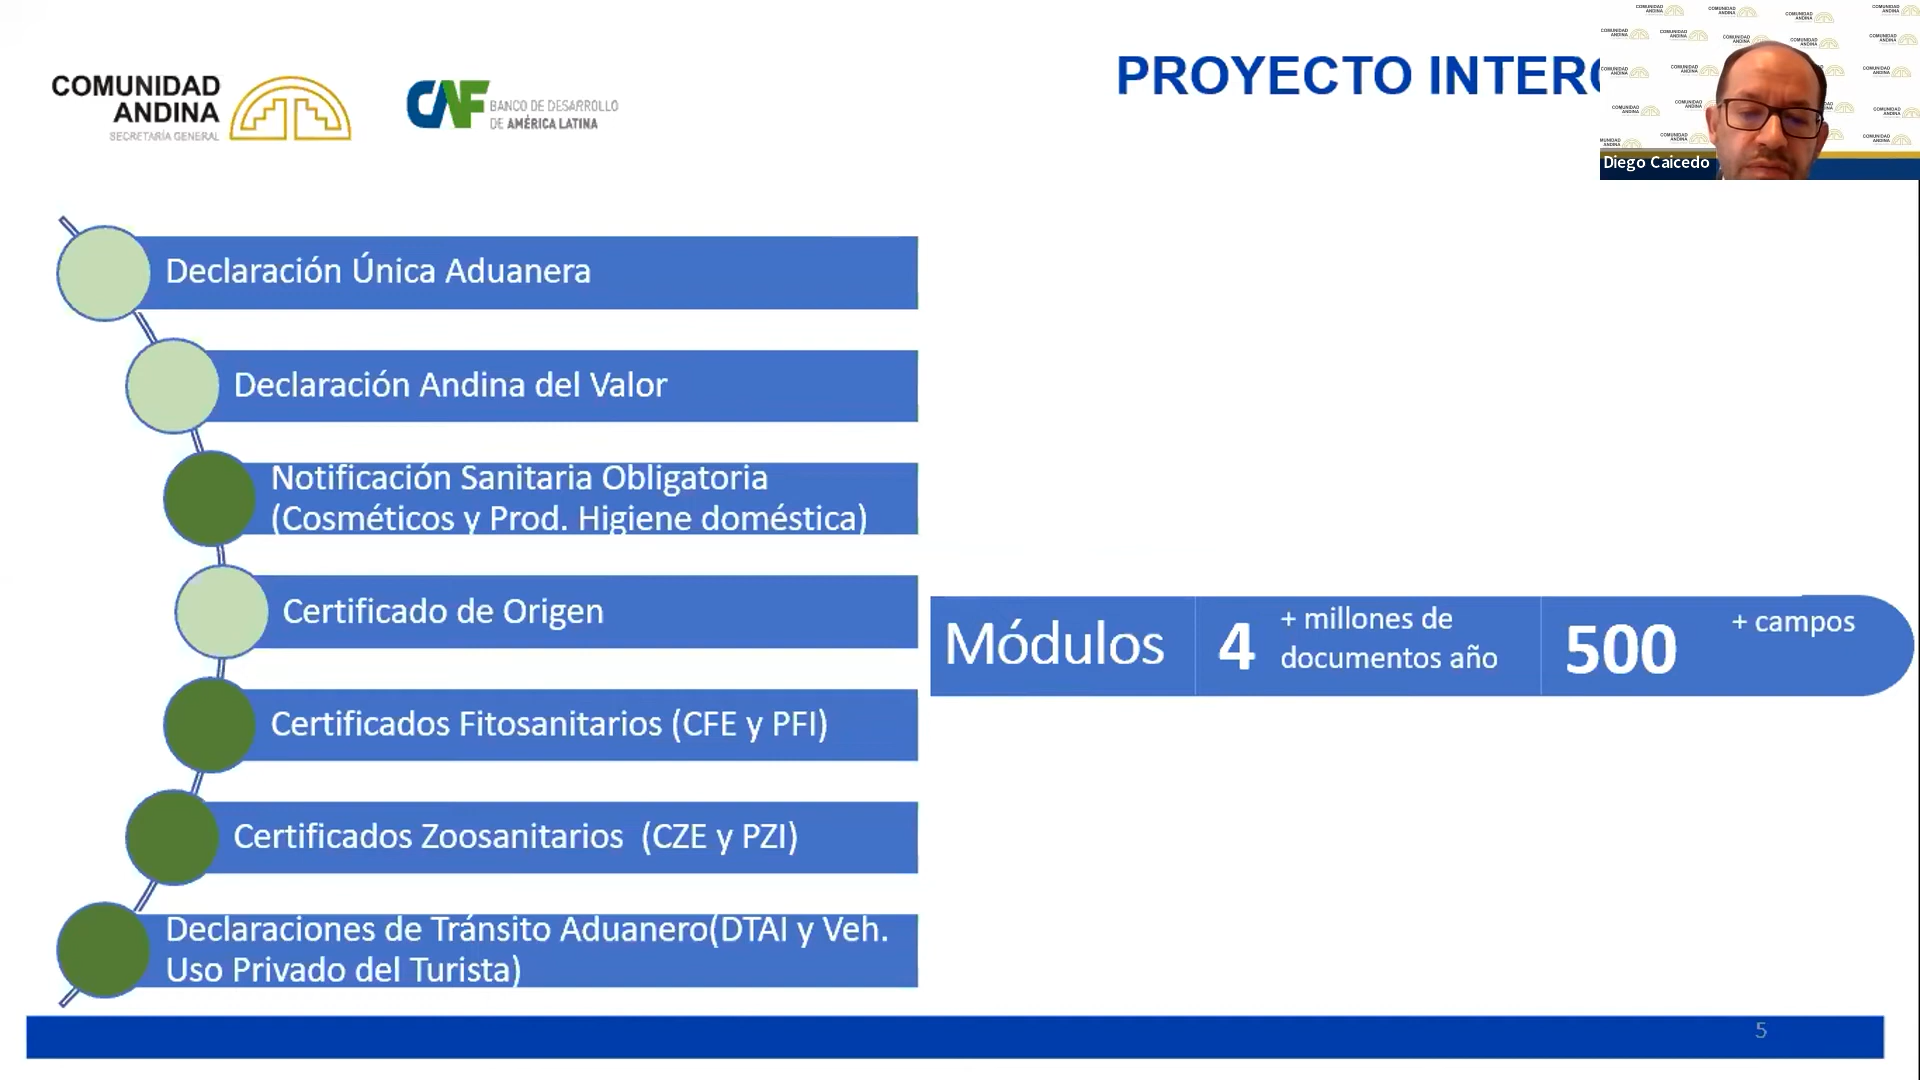 COMUNIDAD
ANDINA
SECRETARÍA GENERAL
CAF
BANCO DE DESARROLLO
DE AMÉRICA LATINA
PROYECTO
COMUNIDAD
ANDINA
Diego Caicedo
Declaración Única Aduanera
Declaración Andina del Valor
Notificación Sanitaria Obligatoria
(Cosméticos y Prod. Higiene doméstica)
Certificado de Origen
Certificados Fitosanitarios (CFE y PFI)
Certificados Zoosanitarios (CZE y PZI)
Declaraciones de Tránsito Aduanero(DTAI y Veh.
Uso Privado del Turista)
Módulos
4
+ millones de
documentos año
500
+ campos
5